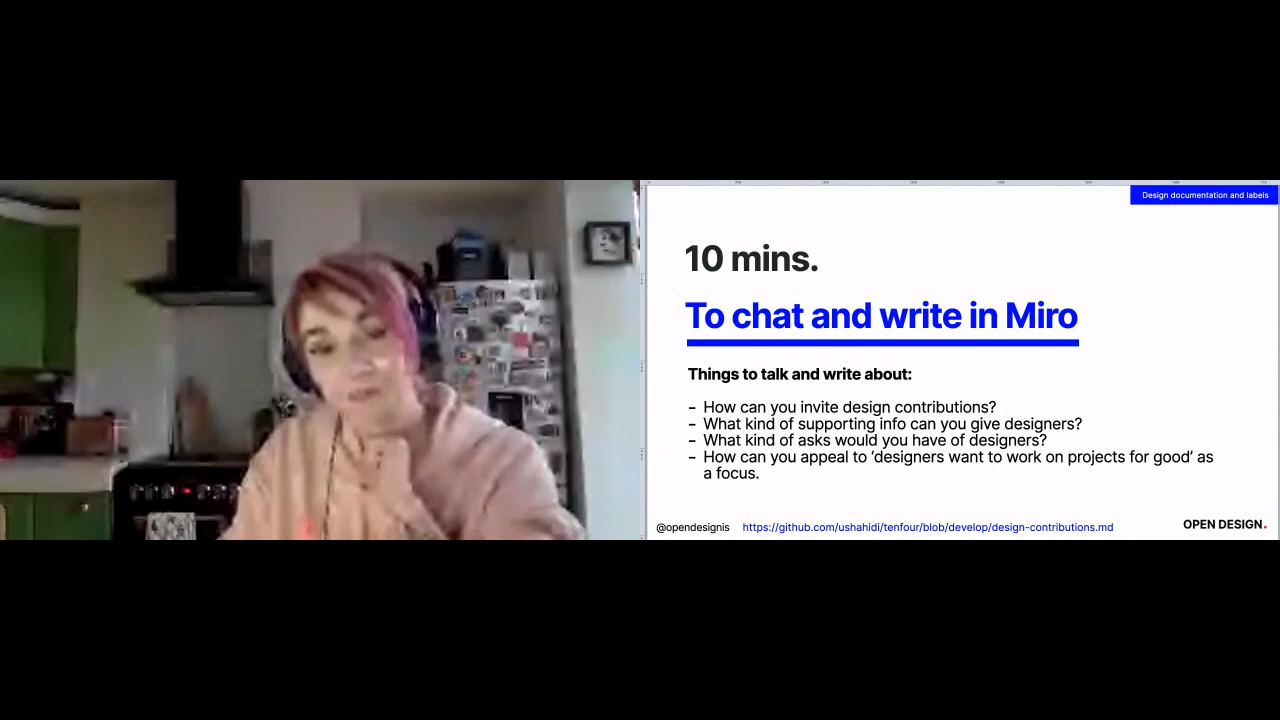 Design documentation and labels
10 mins.
To chat and write in Miro
Things to talk and write about:
- How can you invite design contributions?
- What kind of supporting info can you give designers?
- What kind of asks would you have of designers?
- How can you appeal to ‘designers want to work on projects for good’ as
a focus.
@opendesignis https://github.com/ushahidi/tenfour/blob/develop/design-contributions.md OPEN DESIGN.